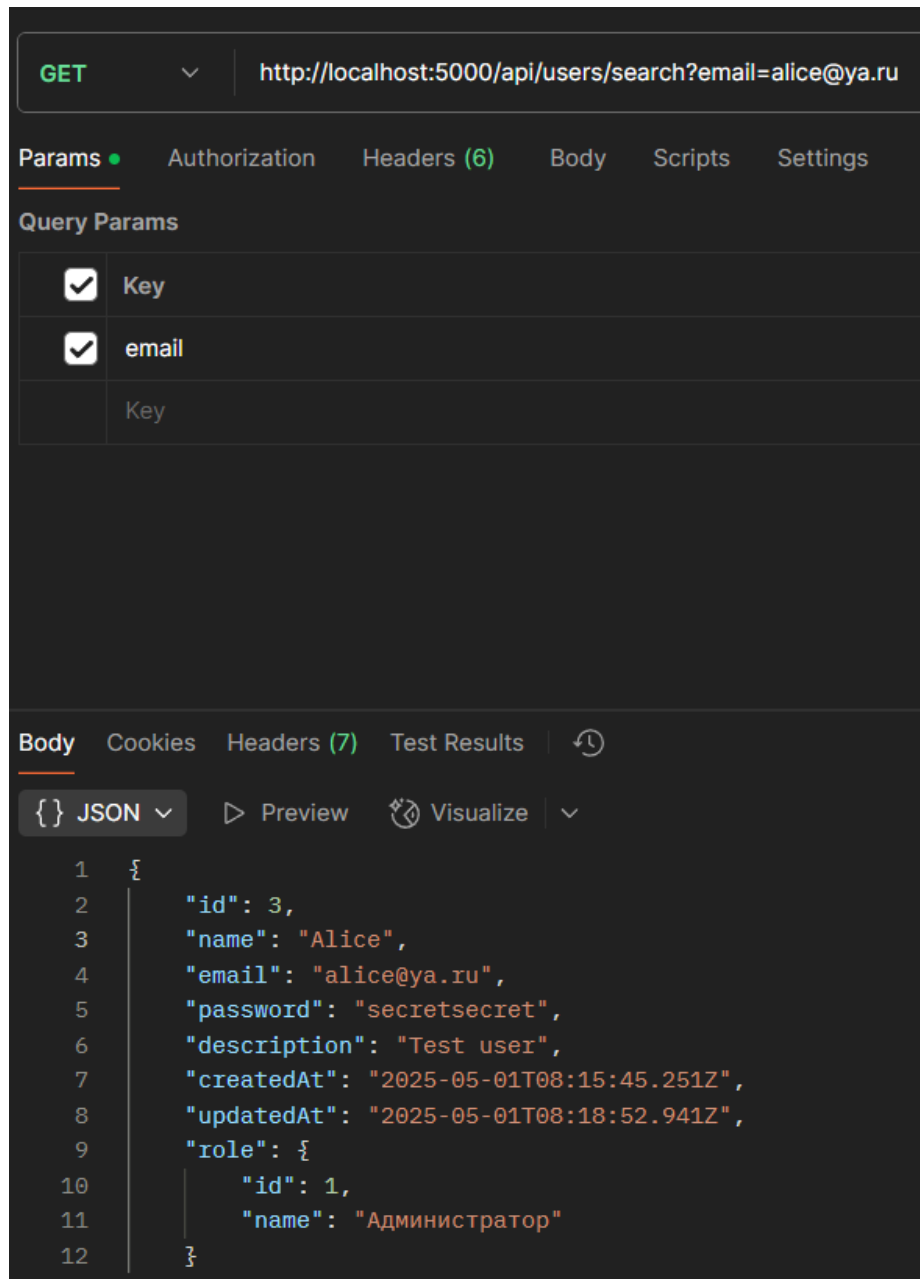 GET http://localhost:5000/api/users/search?email=alice@ya.ru
Params Authorization Headers (6) Body Scripts Settings
Query Params
Key
email
Key
Body Cookies Headers (7) Test Results
{} JSON Preview Visualize
1 {
2 "id": 3,
3 "name": "Alice",
4 "email": "alice@ya.ru",
5 "password": "secretsecret",
6 "description": "Test user",
7 "createdAt": "2025-05-01T08:15:45.251Z",
8 "updatedAt": "2025-05-01T08:18:52.941Z",
9 "role": {
10 "id": 1,
11 "name": "Администратор"
12 }